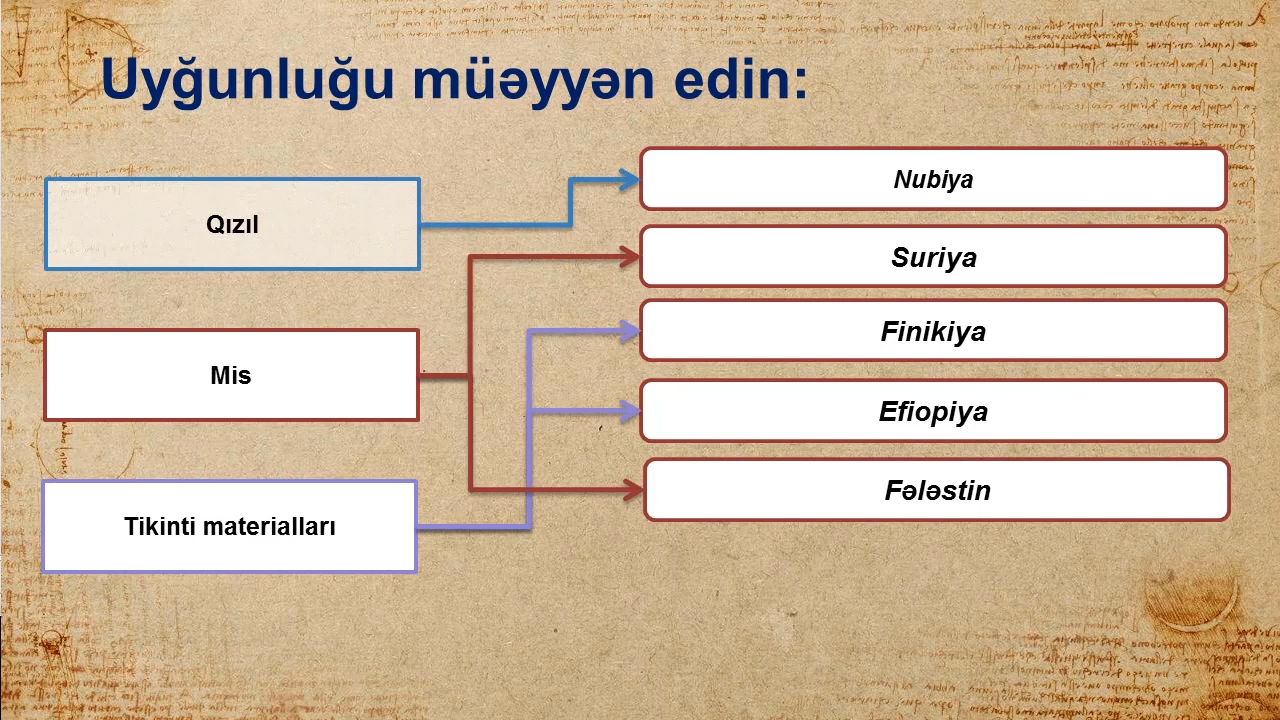 Uyğunluğu müəyyən edin:
Qızıl
Mis
Tikinti materialları
Nubiya
Suriya
Finikiya
Efiopiya
Fələstin